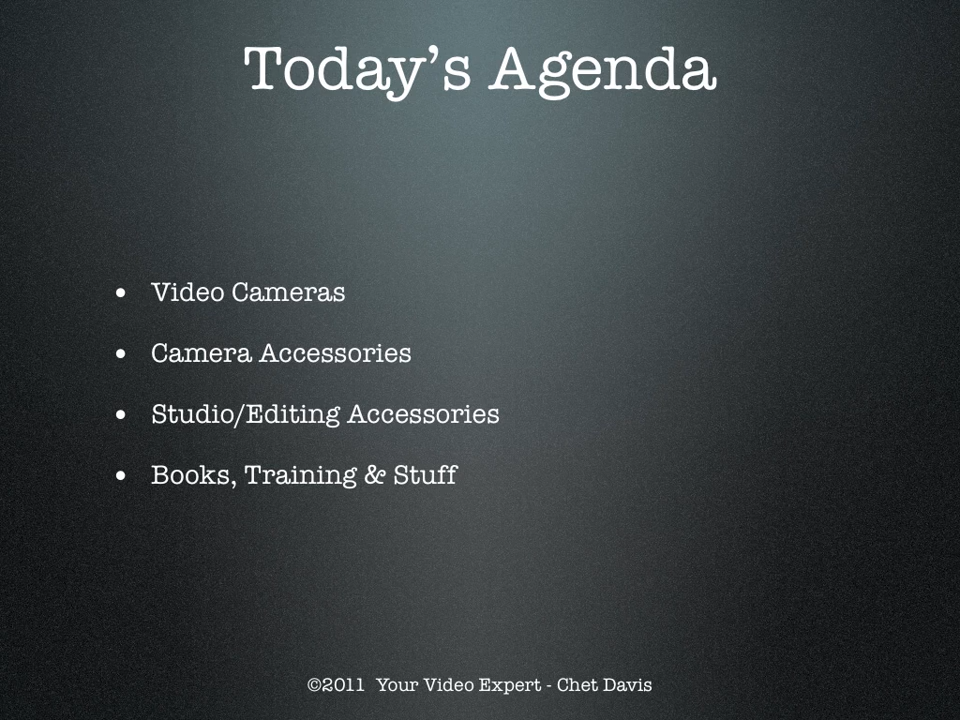 Today’s Agenda
• Video Cameras
• Camera Accessories
• Studio/Editing Accessories
• Books, Training & Stuff
©2011 Your Video Expert - Chet Davis